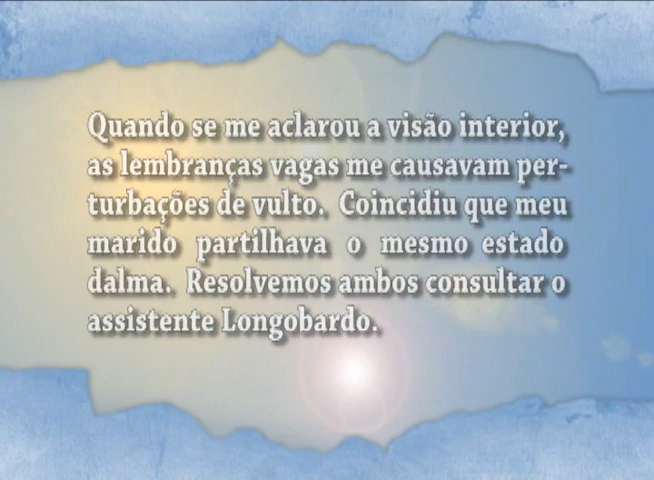 Quando se me aclarou a visão interior,
as lembranças vagas me causavam per-
turbações de vulto. Coincidiu que meu
marido partilhava o mesmo estado
dalma. Resolvemos ambos consultar o
assistente Longobardo.